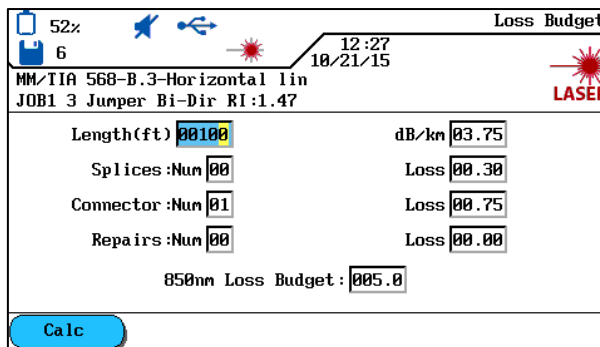 52% Loss Budget
6 12:27
10/21/15
MM/TIA 568-B.3-Horizontal lin
JOB1 3 Jumper Bi-Dir RI:1.47
LASER
Length(ft) 00100 dB/km 03.75
Splices:Num 00 Loss 00.30
Connector:Num 01 Loss 00.75
Repairs:Num 00 Loss 00.00
850nm Loss Budget: 005.0
Calc